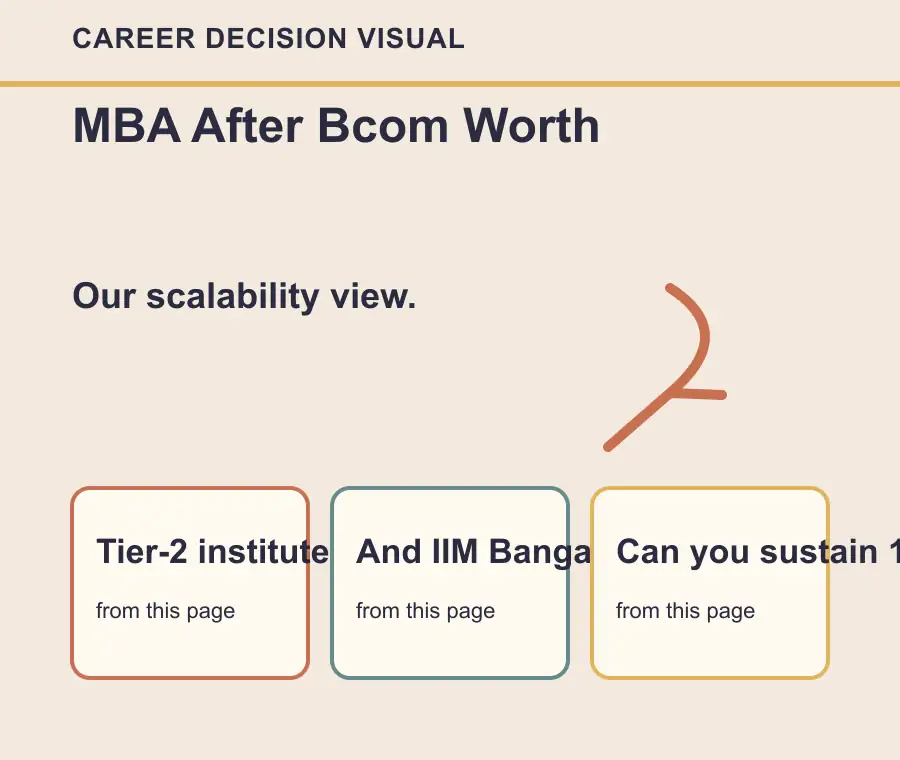 CAREER DECISION VISUAL
MBA After Bcom Worth
Our scalability view.
Tier-2 institute
And IIM Banga
Can you sustain 1
from this page
from this page
from this page